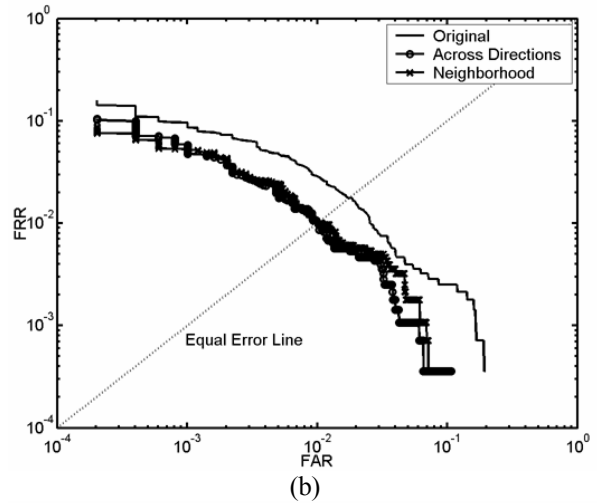 10^0
Original
Across Directions
Neighborhood
10^-1
FRR
10^-2
10^-3
Equal Error Line
10^-4
10^-4 10^-3 10^-2 10^-1 10^0
FAR
(b)